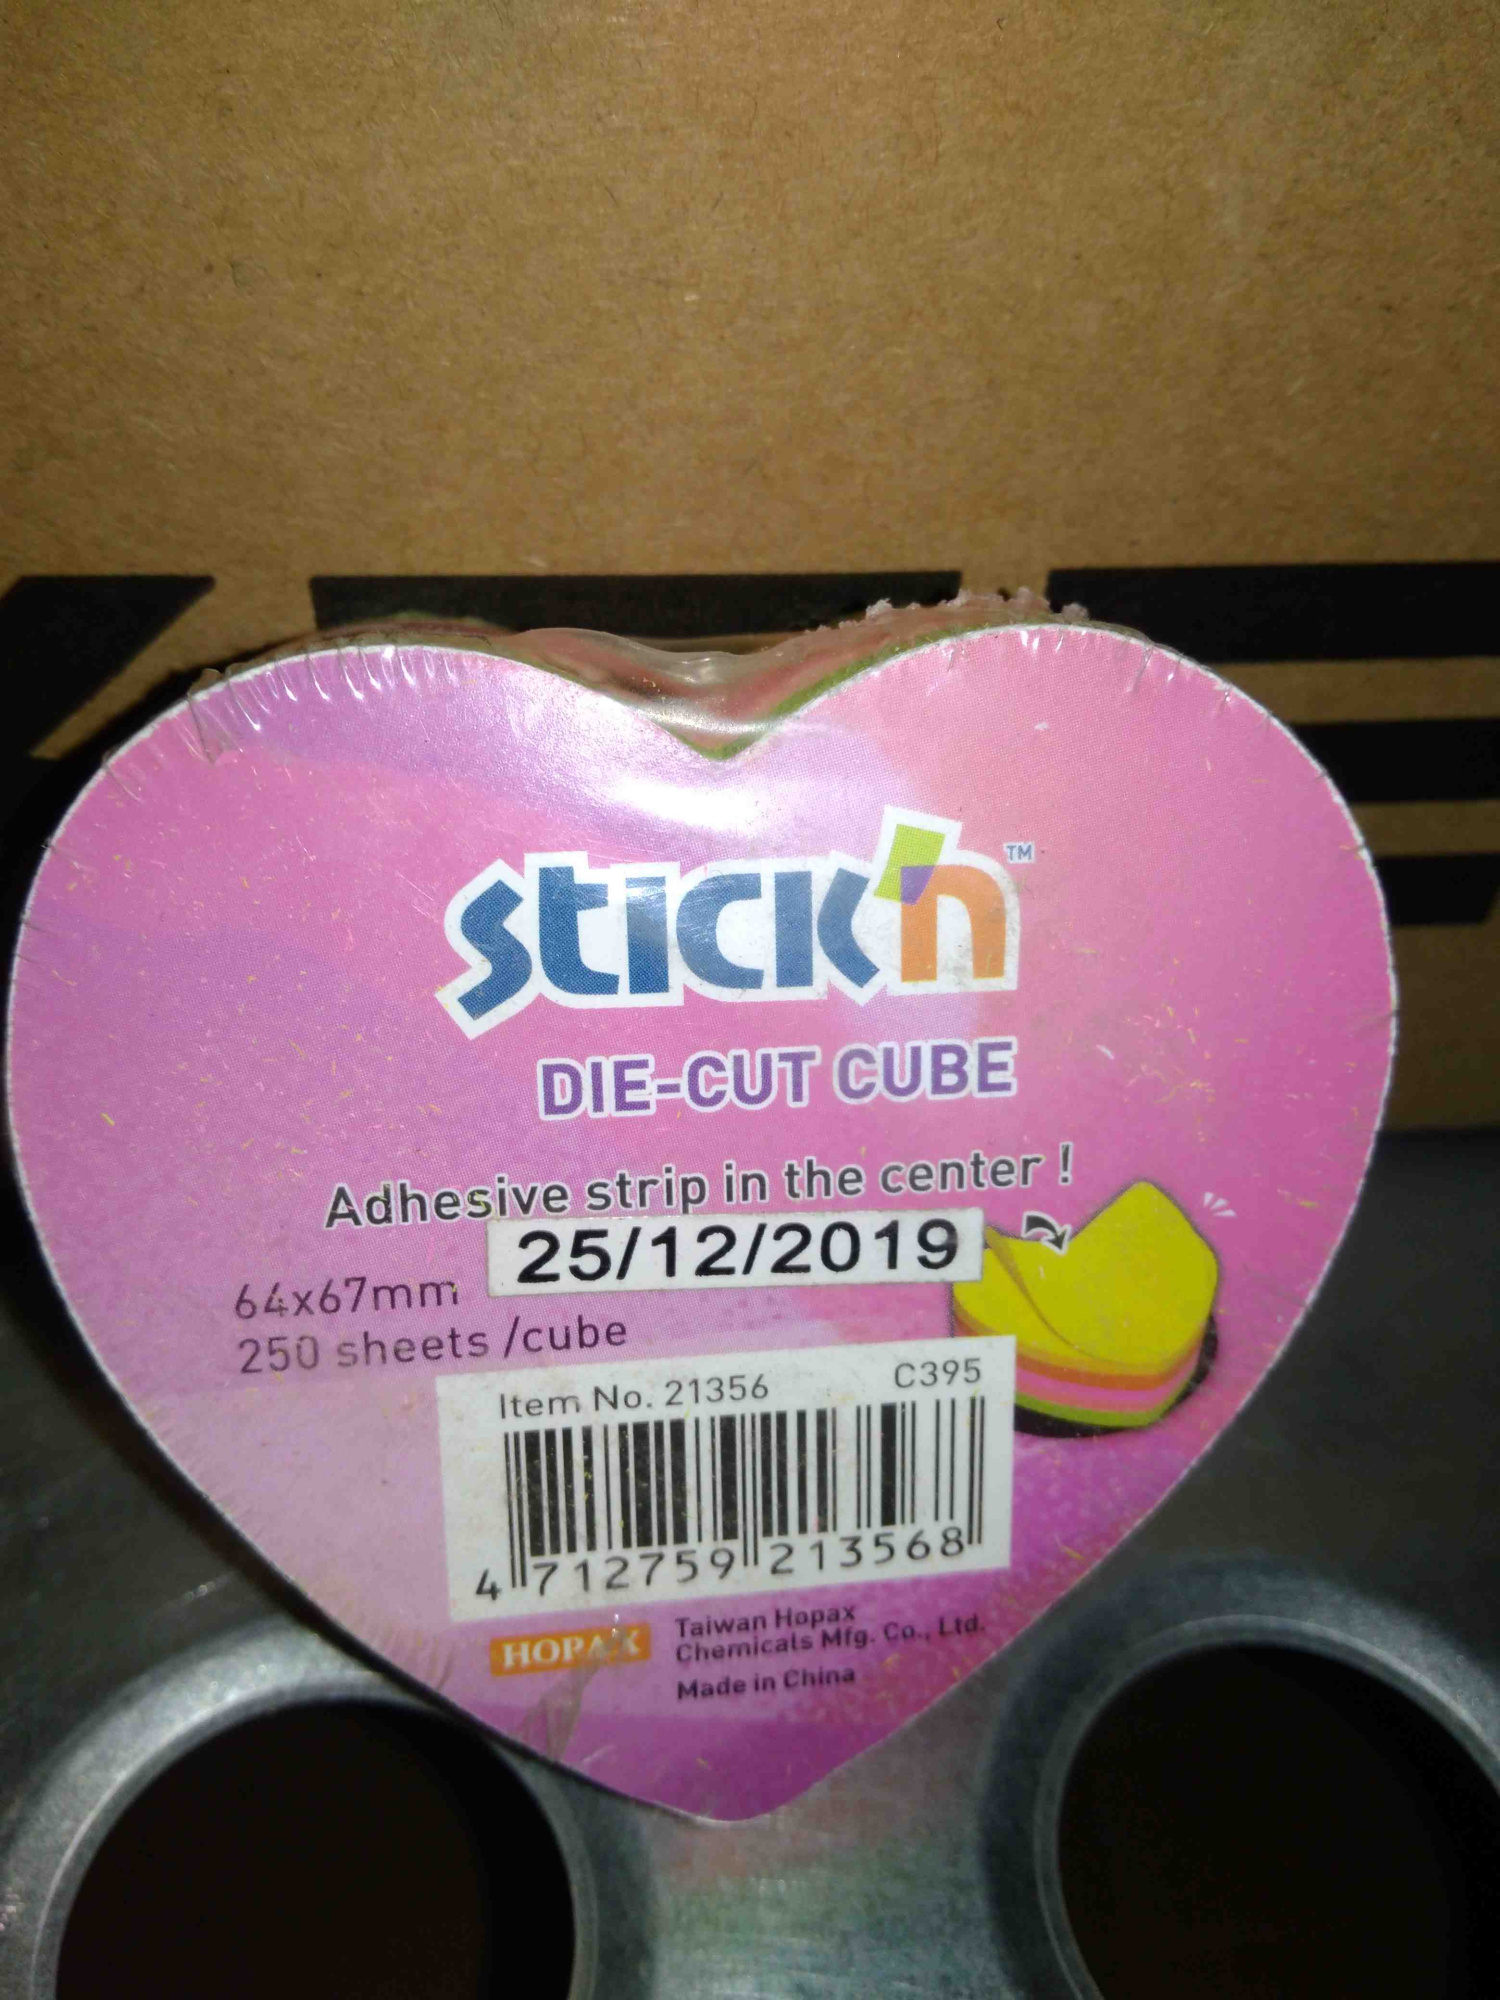 stick'n™
DIE-CUT CUBE
Adhesive strip in the center !
25/12/2019
64x67mm
250 sheets /cube
Item No. 21356 C395
4 712759 213568
HOPAX
Taiwan Hopax
Chemicals Mfg. Co., Ltd.
Made in China